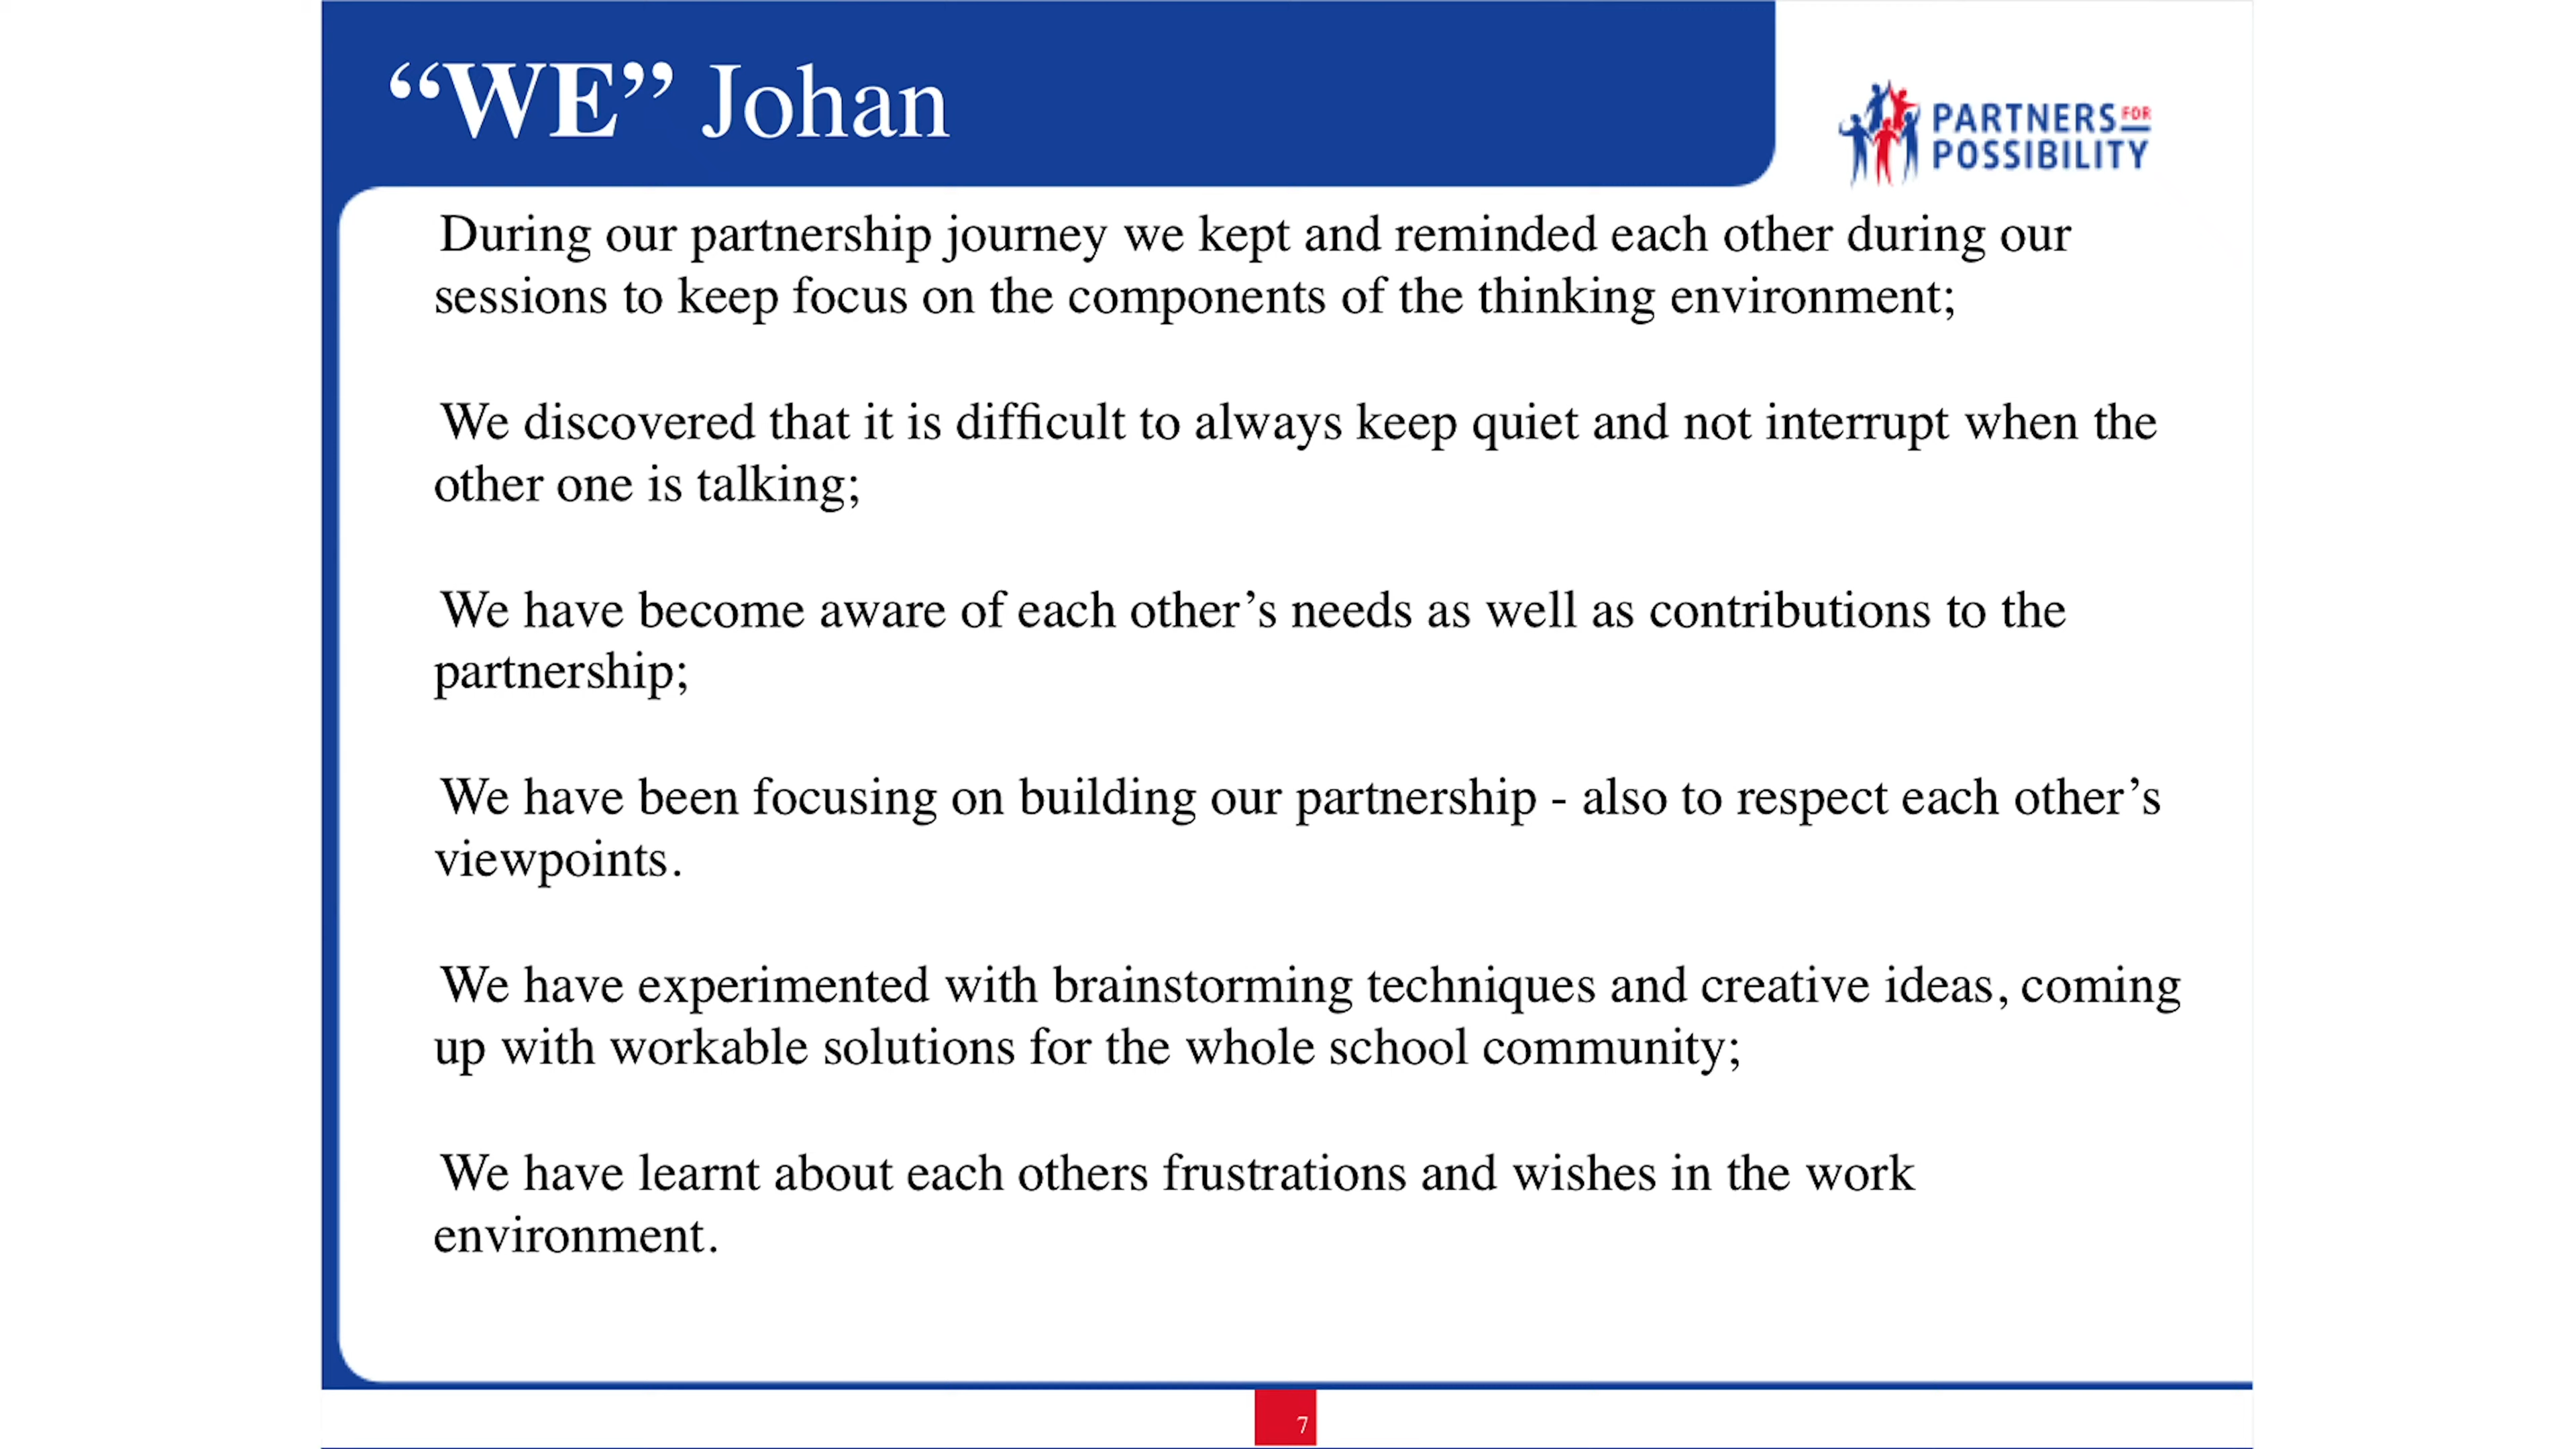 “WE” Johan
PARTNERS FOR
POSSIBILITY
During our partnership journey we kept and reminded each other during our
sessions to keep focus on the components of the thinking environment;
We discovered that it is difficult to always keep quiet and not interrupt when the
other one is talking;
We have become aware of each other’s needs as well as contributions to the
partnership;
We have been focusing on building our partnership - also to respect each other’s
viewpoints.
We have experimented with brainstorming techniques and creative ideas, coming
up with workable solutions for the whole school community;
We have learnt about each others frustrations and wishes in the work
environment.
7